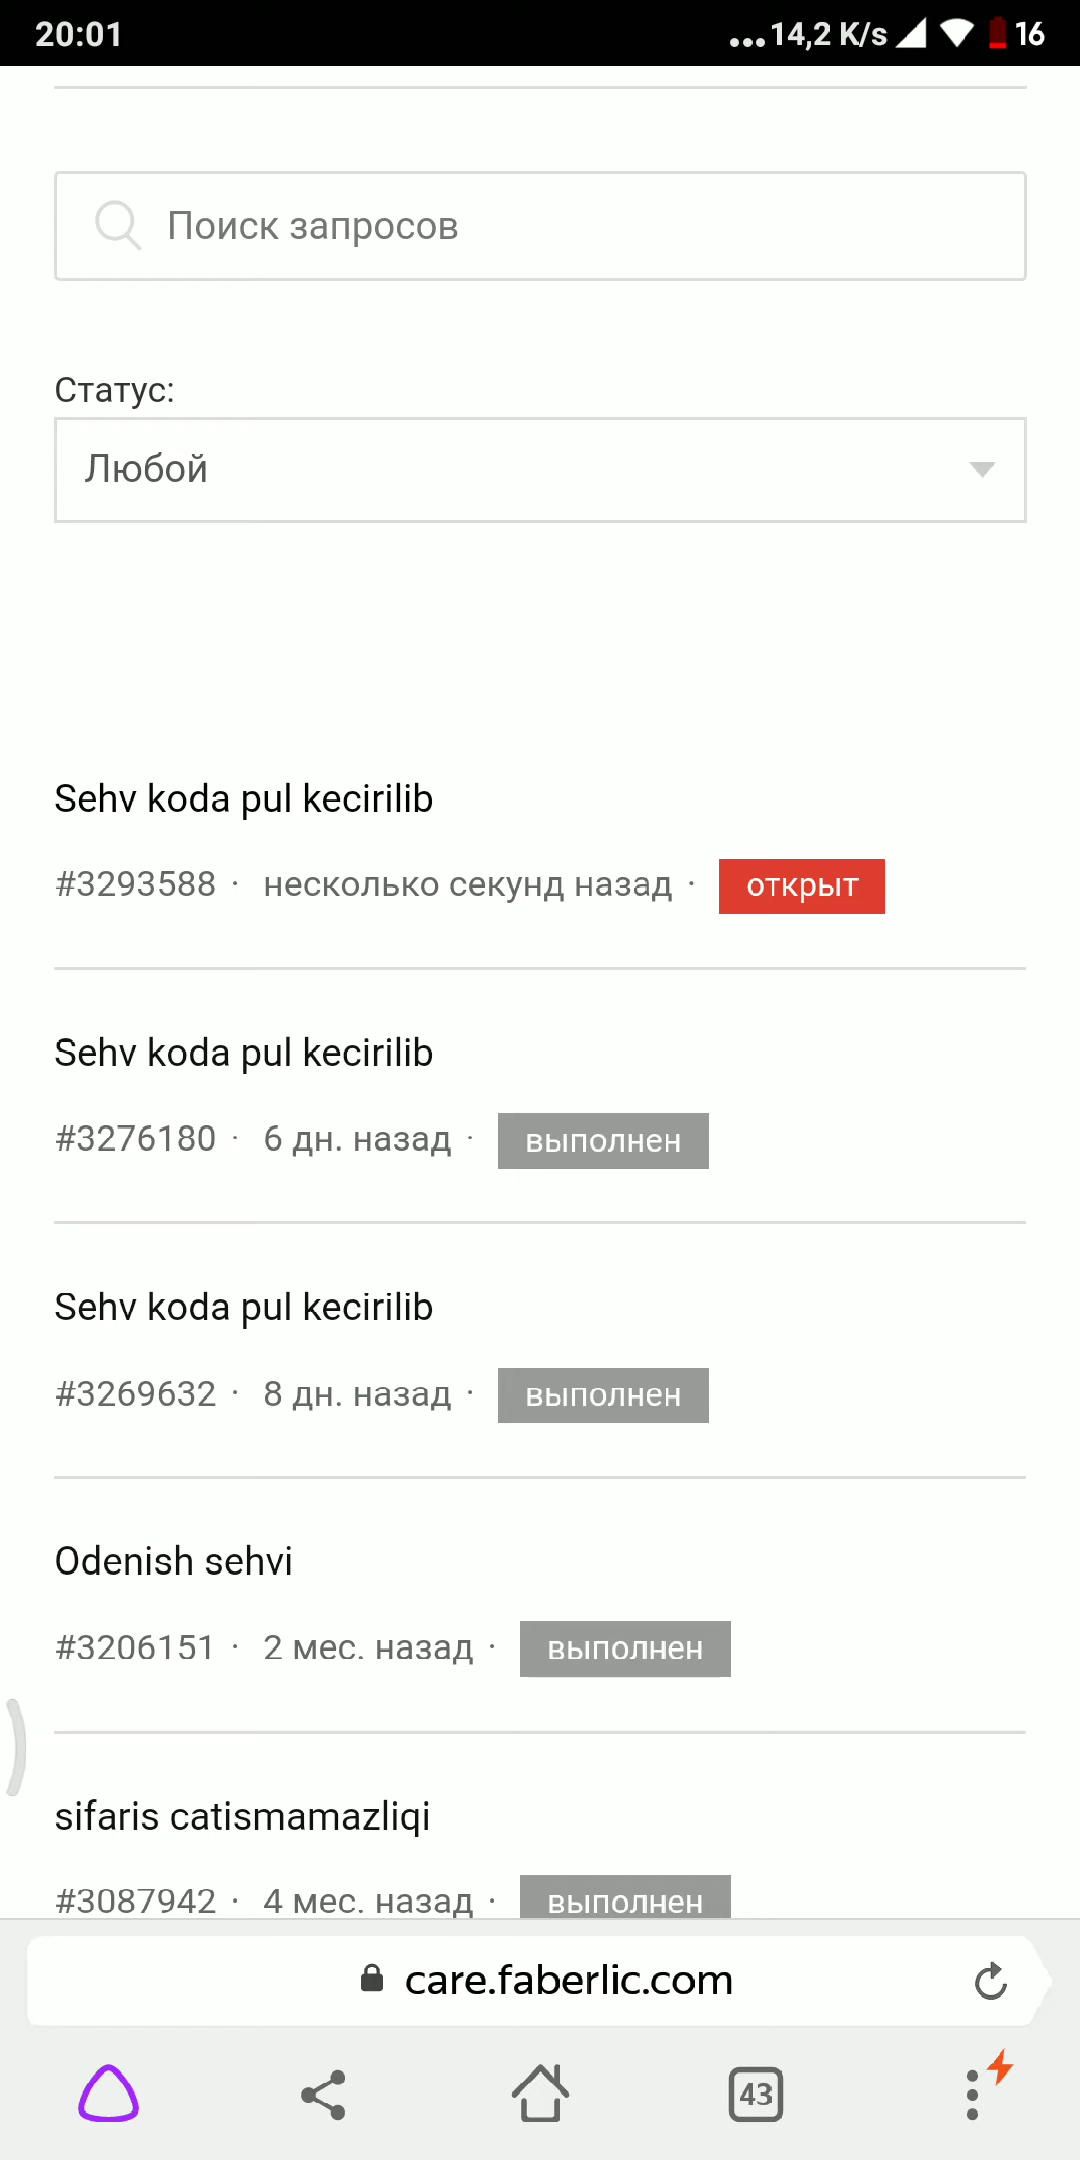 20:01
...14,2 K/s 16
Поиск запросов
Статус:
Любой
Sehv koda pul kecirilib
#3293588 · несколько секунд назад · открыт
Sehv koda pul kecirilib
#3276180 · 6 дн. назад · выполнен
Sehv koda pul kecirilib
#3269632 · 8 дн. назад · выполнен
Odenish sehvi
#3206151 · 2 мес. назад · выполнен
sifaris catismamazliqi
#3087942 · 4 мес. назад · выполнен
care.faberlic.com
43